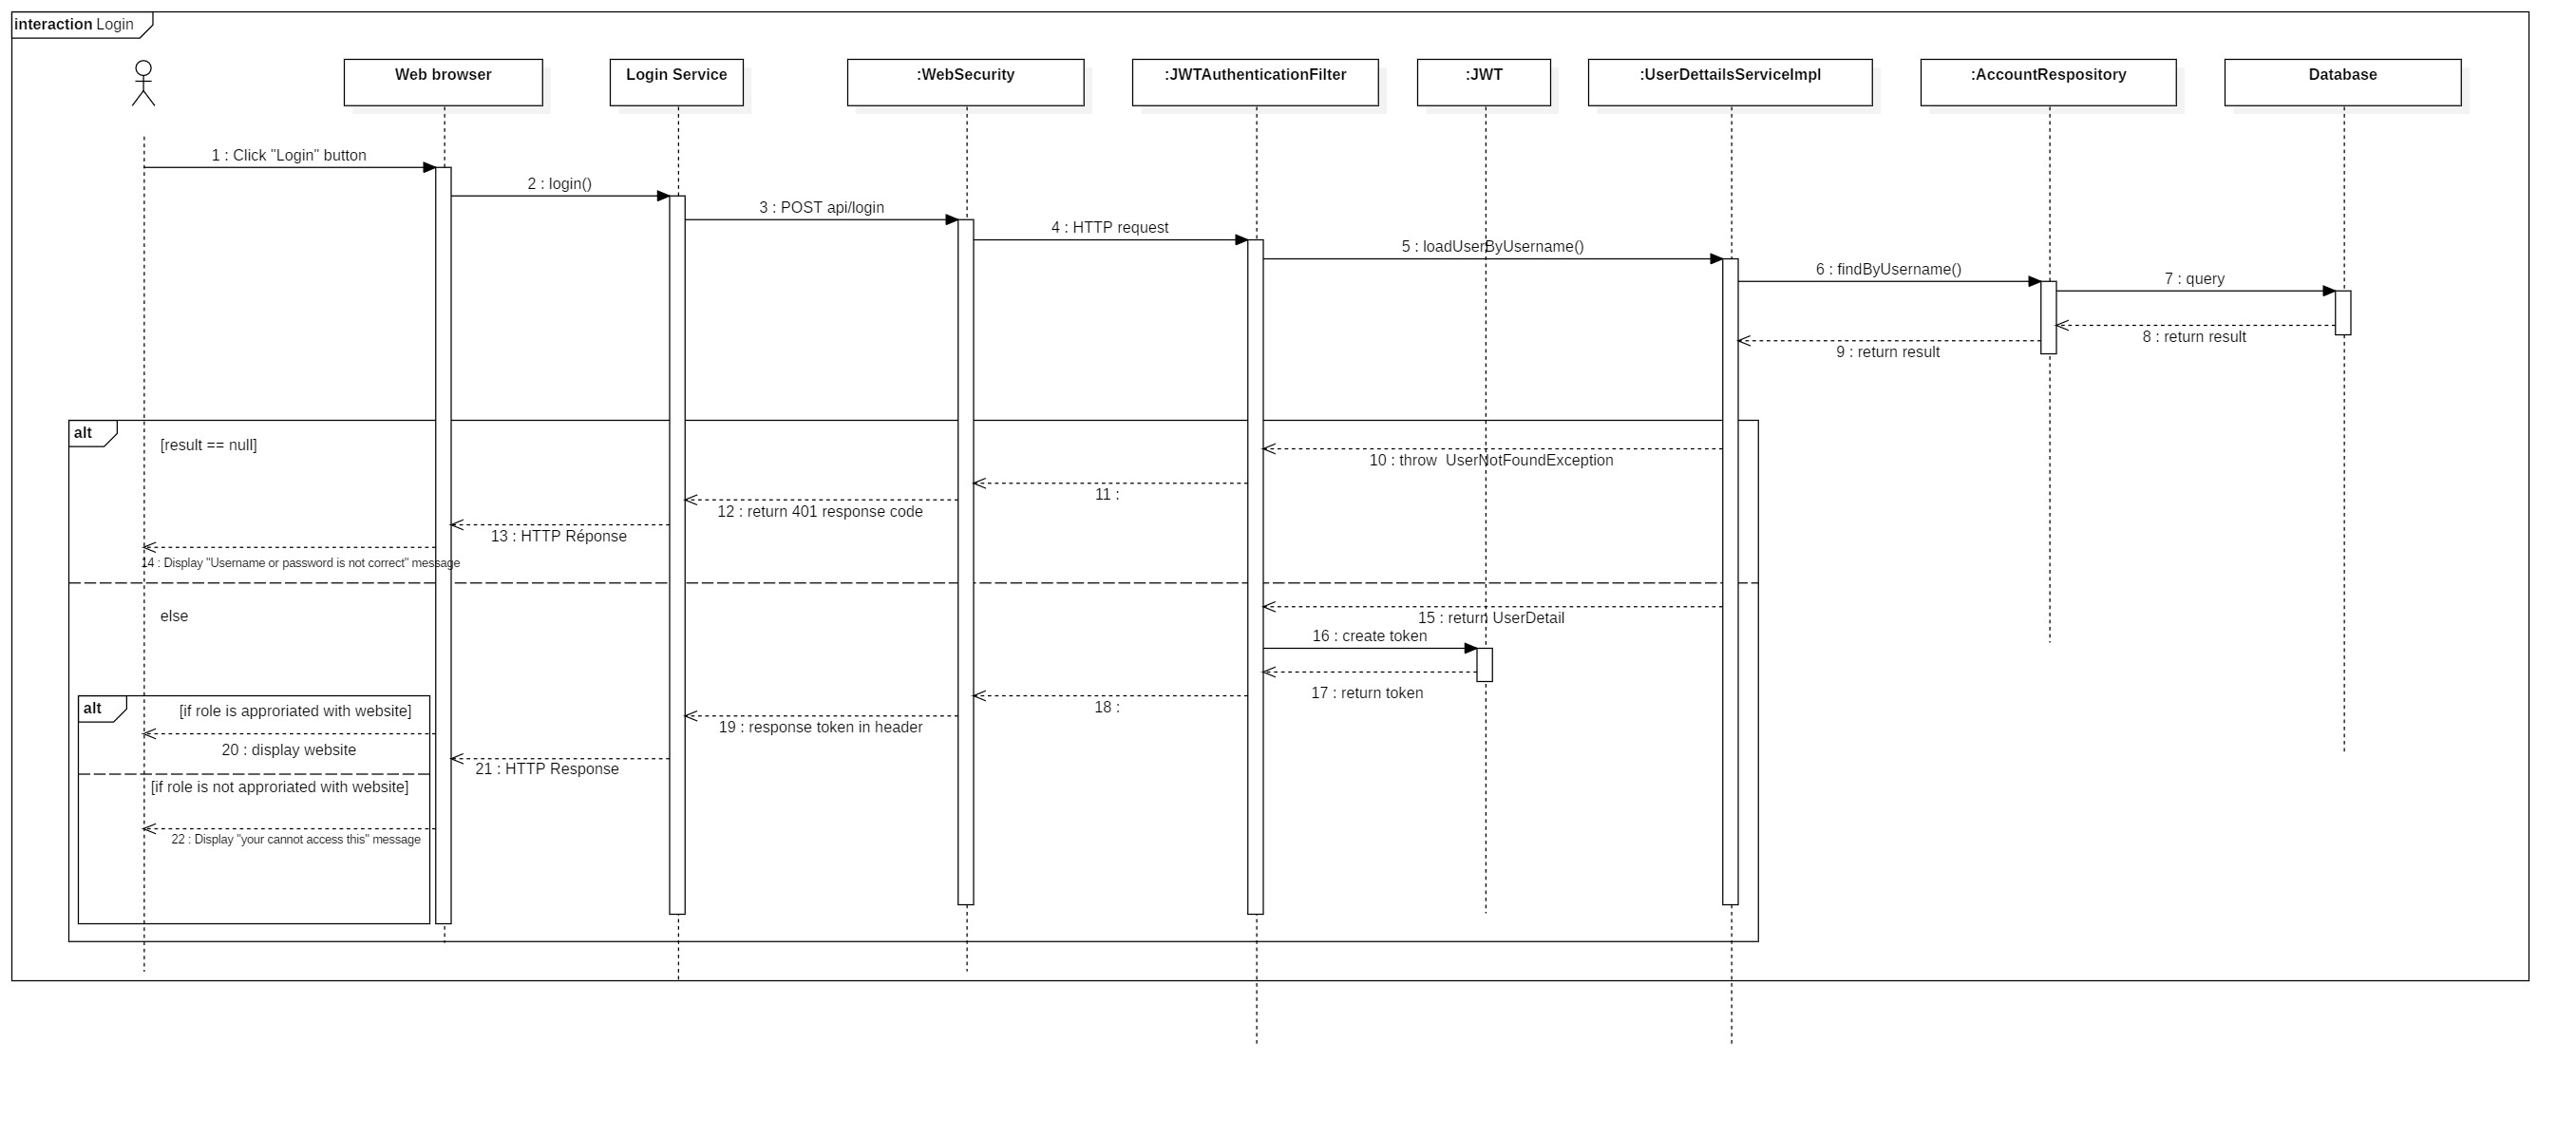 interaction Login
Web browser
Login Service
:WebSecurity
:JWTAuthenticationFilter
:JWT
:UserDettailsServiceImpl
:AccountRespository
Database
1 : Click "Login" button
2 : login()
3 : POST api/login
4 : HTTP request
5 : loadUserByUsername()
6 : findByUsername()
7 : query
8 : return result
9 : return result
alt
[result == null]
10 : throw  UserNotFoundException
11 :
12 : return 401 response code
13 : HTTP Réponse
14 : Display "Username or password is not correct" message
else
15 : return UserDetail
16 : create token
17 : return token
18 :
19 : response token in header
alt
[if role is approriated with website]
20 : display website
21 : HTTP Response
[if role is not approriated with website]
22 : Display "your cannot access this" message